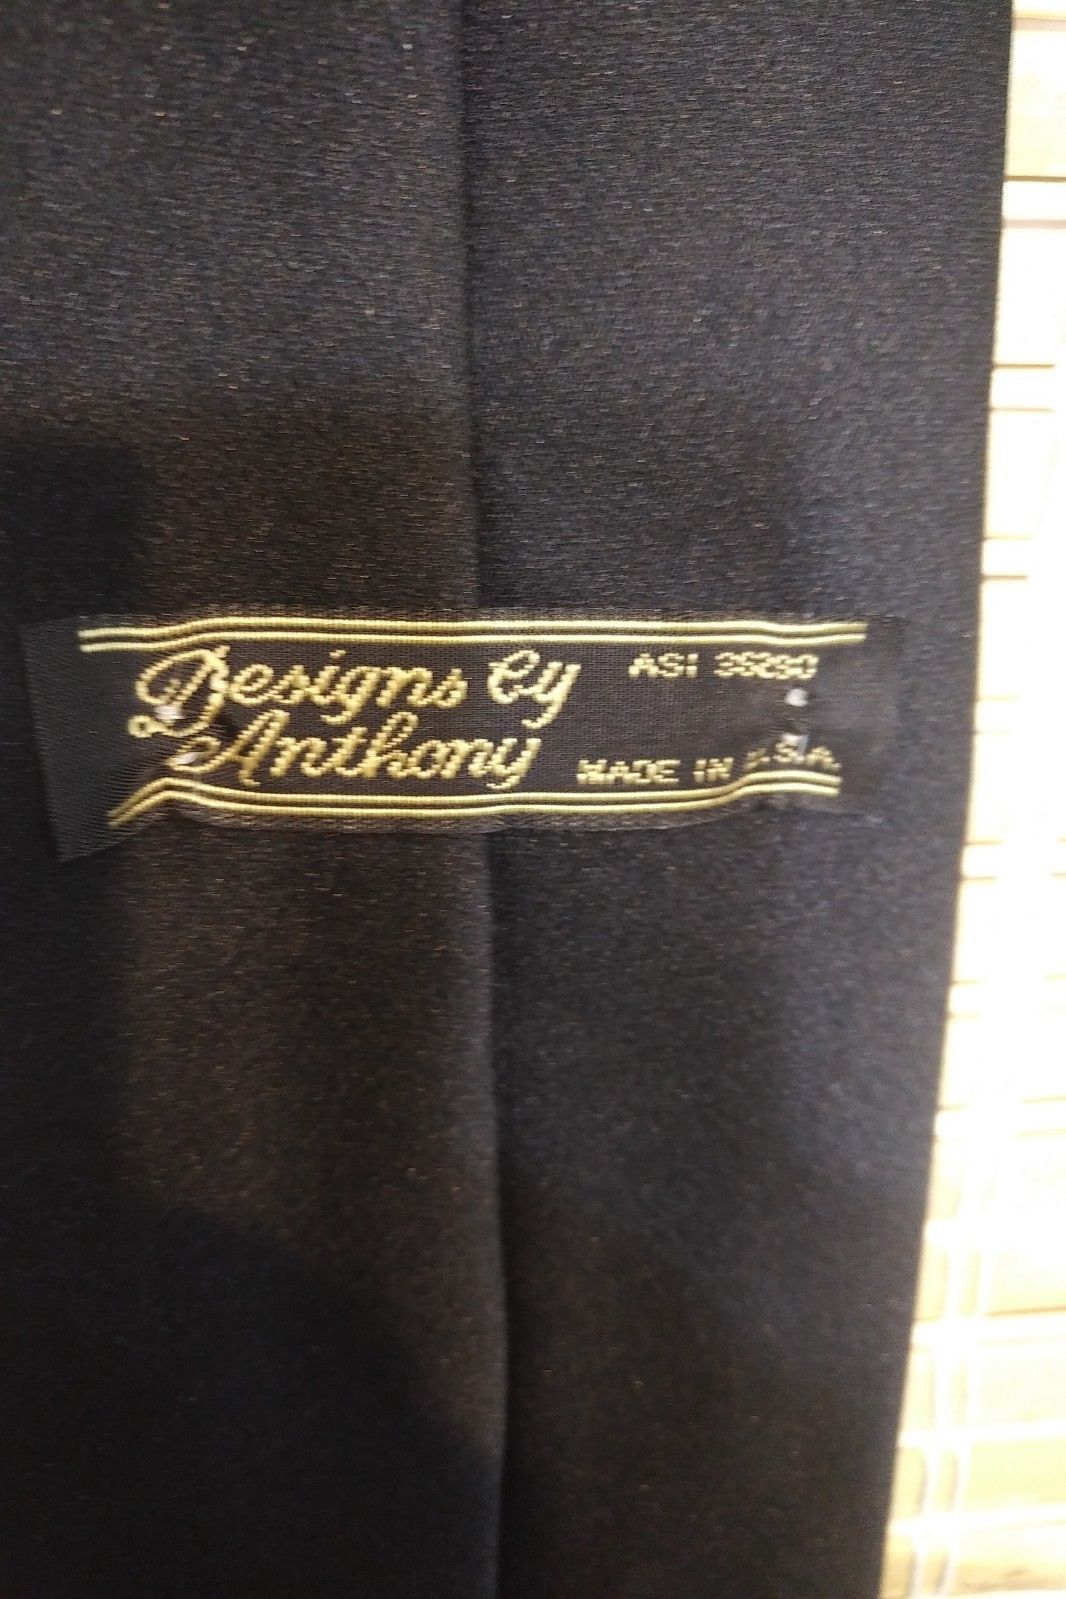 Designs by
Anthony
ASI
MADE IN U.S.A.